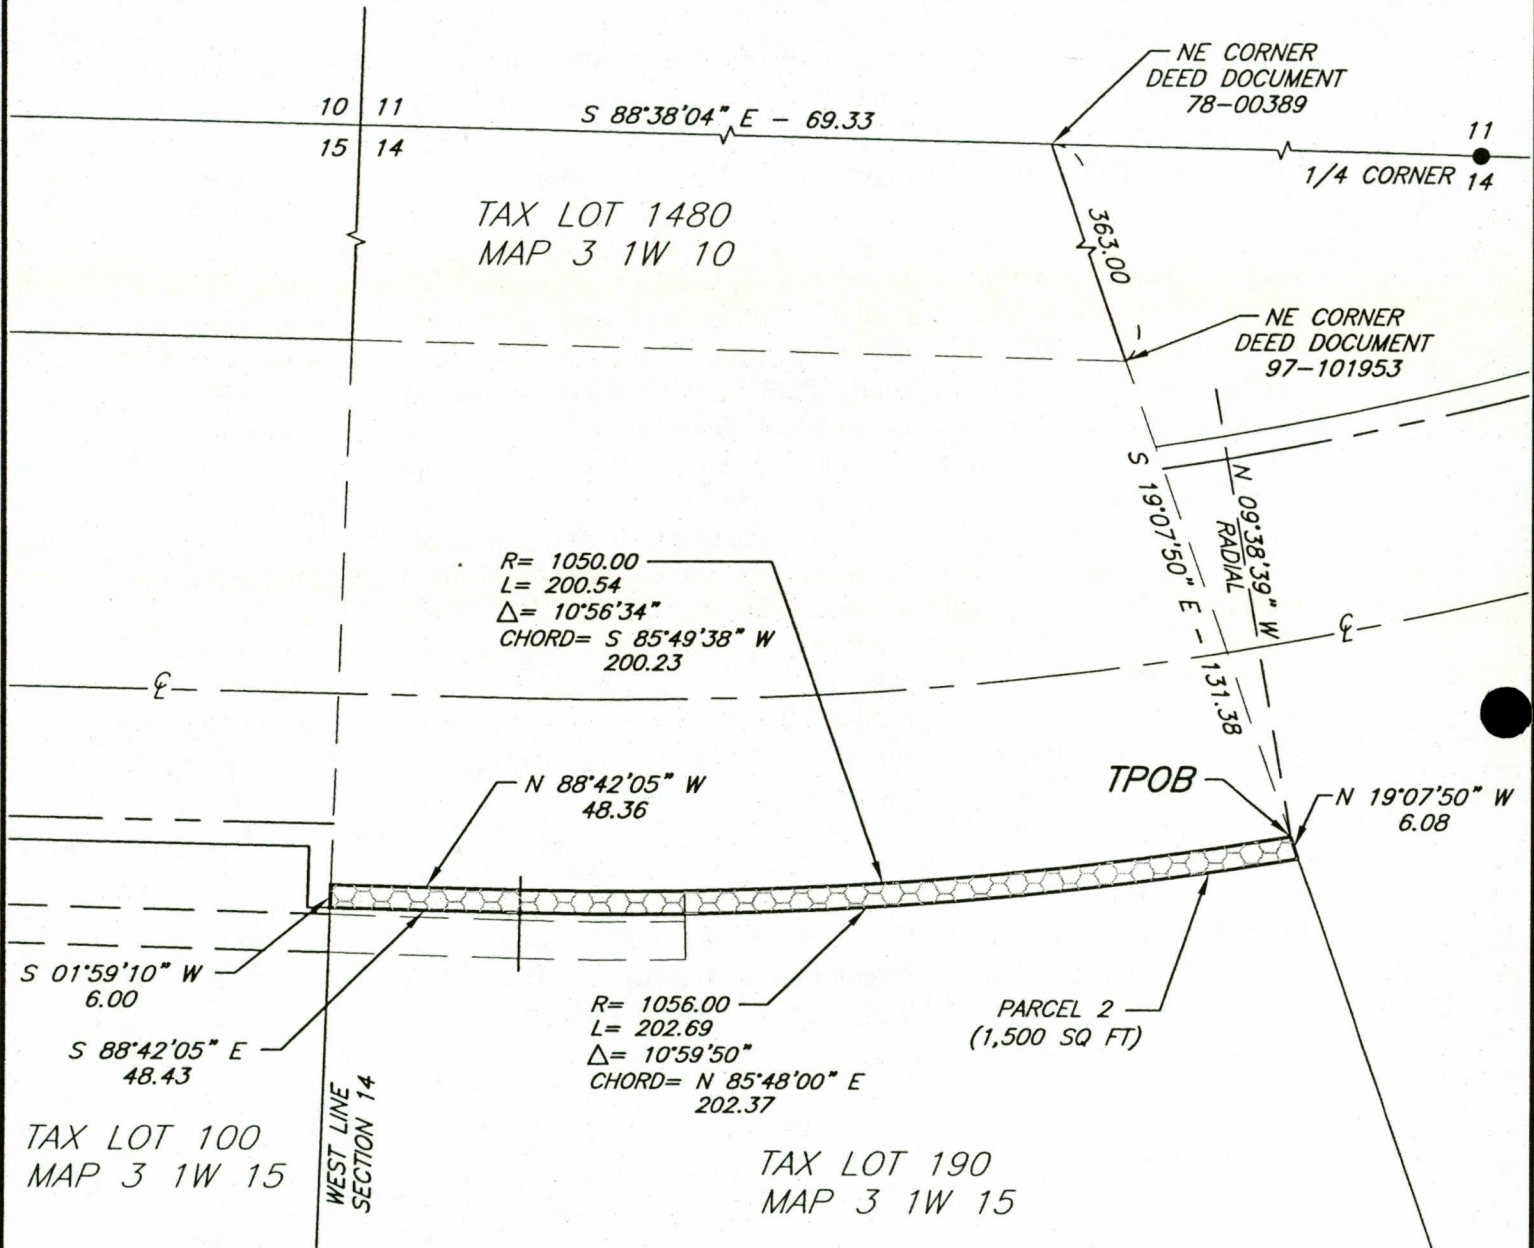 NE CORNER
DEED DOCUMENT
78-00389
10 11
15 14
S 88°38'04" E - 69.33
11
1/4 CORNER 14
TAX LOT 1480
MAP 3 1W 10
363.00
NE CORNER
DEED DOCUMENT
97-101953
S 19°07'50" E - 131.38
N 09°38'39" W
RADIAL
R= 1050.00
L= 200.54
△= 10°56'34"
CHORD= S 85°49'38" W
200.23
℄
℄
N 88°42'05" W
48.36
TPOB
N 19°07'50" W
6.08
S 01°59'10" W
6.00
S 88°42'05" E
48.43
R= 1056.00
L= 202.69
△= 10°59'50"
CHORD= N 85°48'00" E
202.37
PARCEL 2
(1,500 SQ FT)
WEST LINE
SECTION 14
TAX LOT 100
MAP 3 1W 15
TAX LOT 190
MAP 3 1W 15